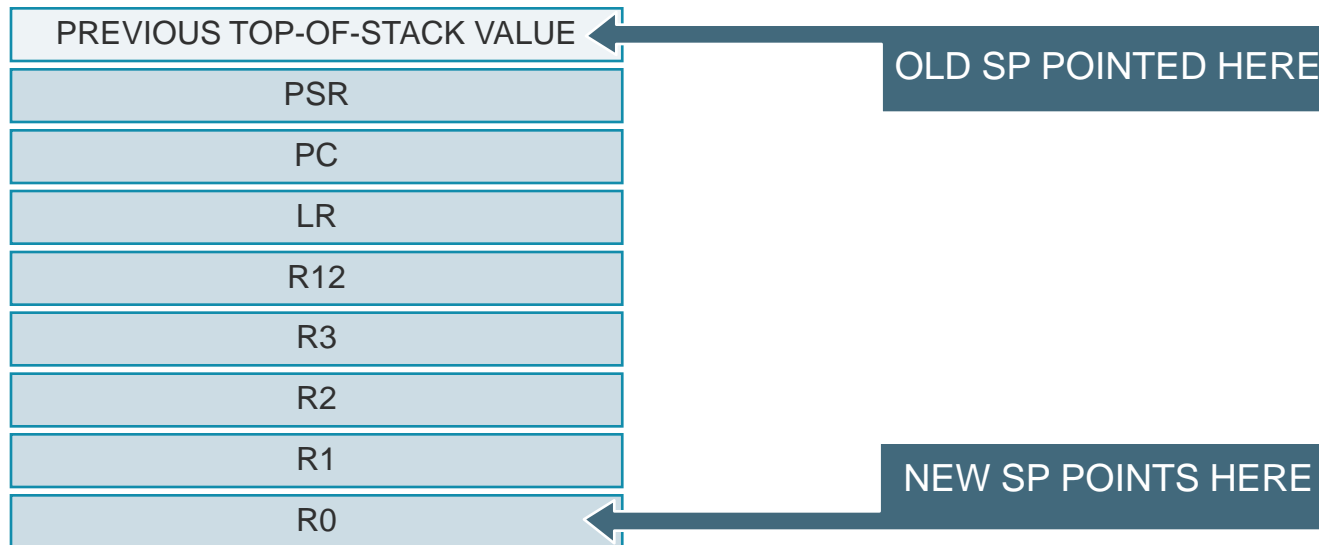 PREVIOUS TOP-OF-STACK VALUE
OLD SP POINTED HERE
PSR
PC
LR
R12
R3
R2
R1
NEW SP POINTS HERE
R0